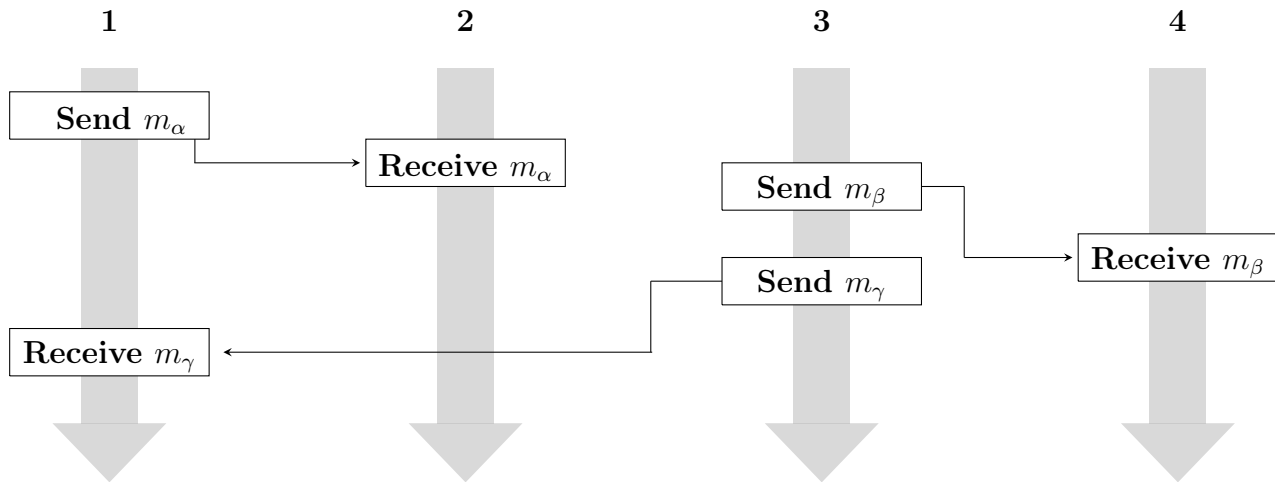 1 2 3 4
Send m_α
Receive m_α
Send m_β
Receive m_β
Send m_γ
Receive m_γ